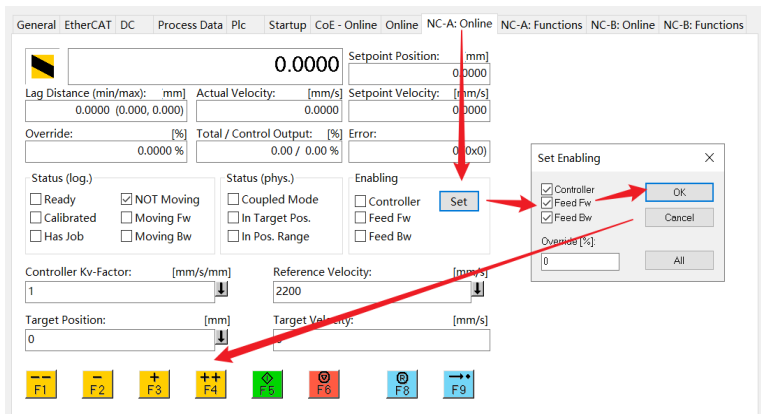 General EtherCAT DC Process Data Plc Startup CoE - Online Online NC-A: Online NC-A: Functions NC-B: Online NC-B: Functions
0.0000
Setpoint Position: [mm]
0.0000
Lag Distance (min/max): [mm] Actual Velocity: [mm/s] Setpoint Velocity: [mm/s]
0.0000 (0.000, 0.000) 0.0000 0.0000
Override: [%] Total / Control Output: [%] Error:
0.0000 % 0.00 / 0.00 % 0 (0x0)
Status (log.) Status (phys.) Enabling
Ready NOT Moving Coupled Mode Controller Set
Calibrated Moving Fw In Target Pos. Feed Fw
Has Job Moving Bw In Pos. Range Feed Bw
Controller Kv-Factor: [mm/s/mm] Reference Velocity: [mm/s]
1 2200
Target Position: [mm] Target Velocity: [mm/s]
0
-- - + ++ R
F1 F2 F3 F4 F5 F6 F8 F9
Set Enabling
Controller OK
Feed Fw
Feed Bw Cancel
Override [%]:
0 All